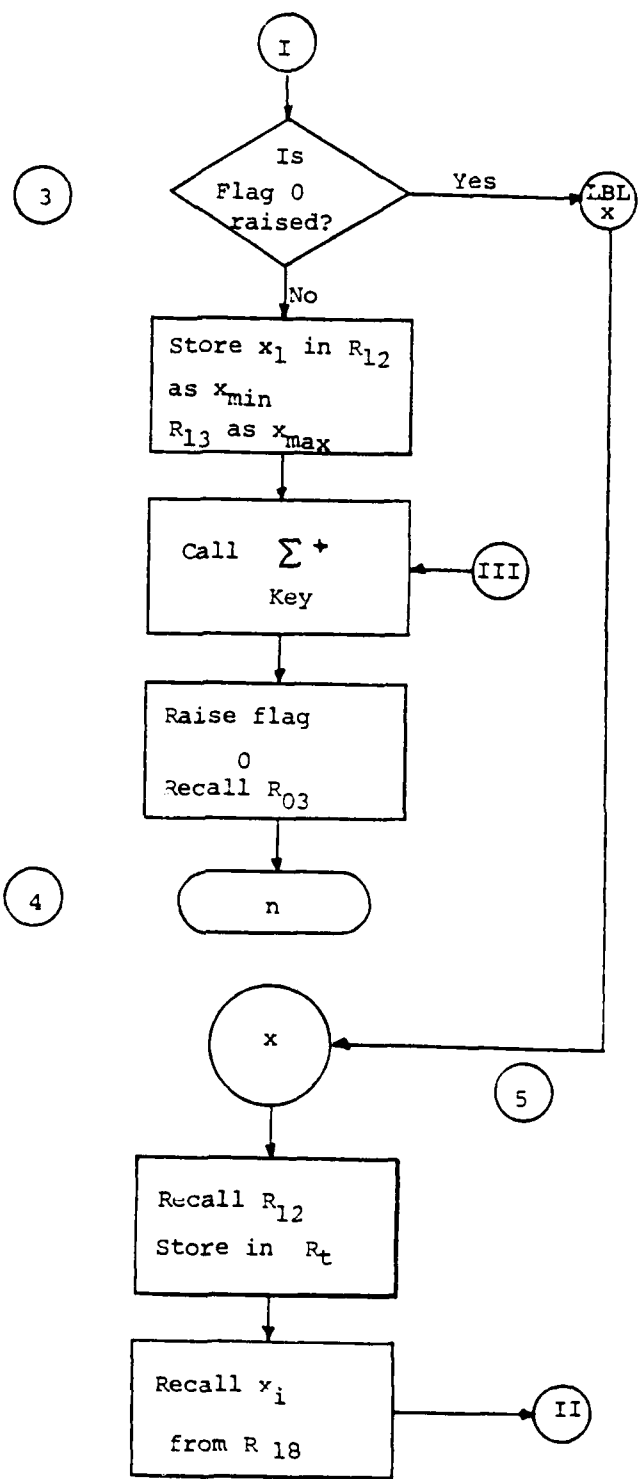 I
3
Is
Flag 0
raised?
Yes
LBL
x
No
Store x1 in R12
as xmin
R13 as xmax
Call Σ+
Key
III
Raise flag
0
Recall R03
4
n
x
5
Recall R12
Store in Rt
Recall xi
from R 18
II